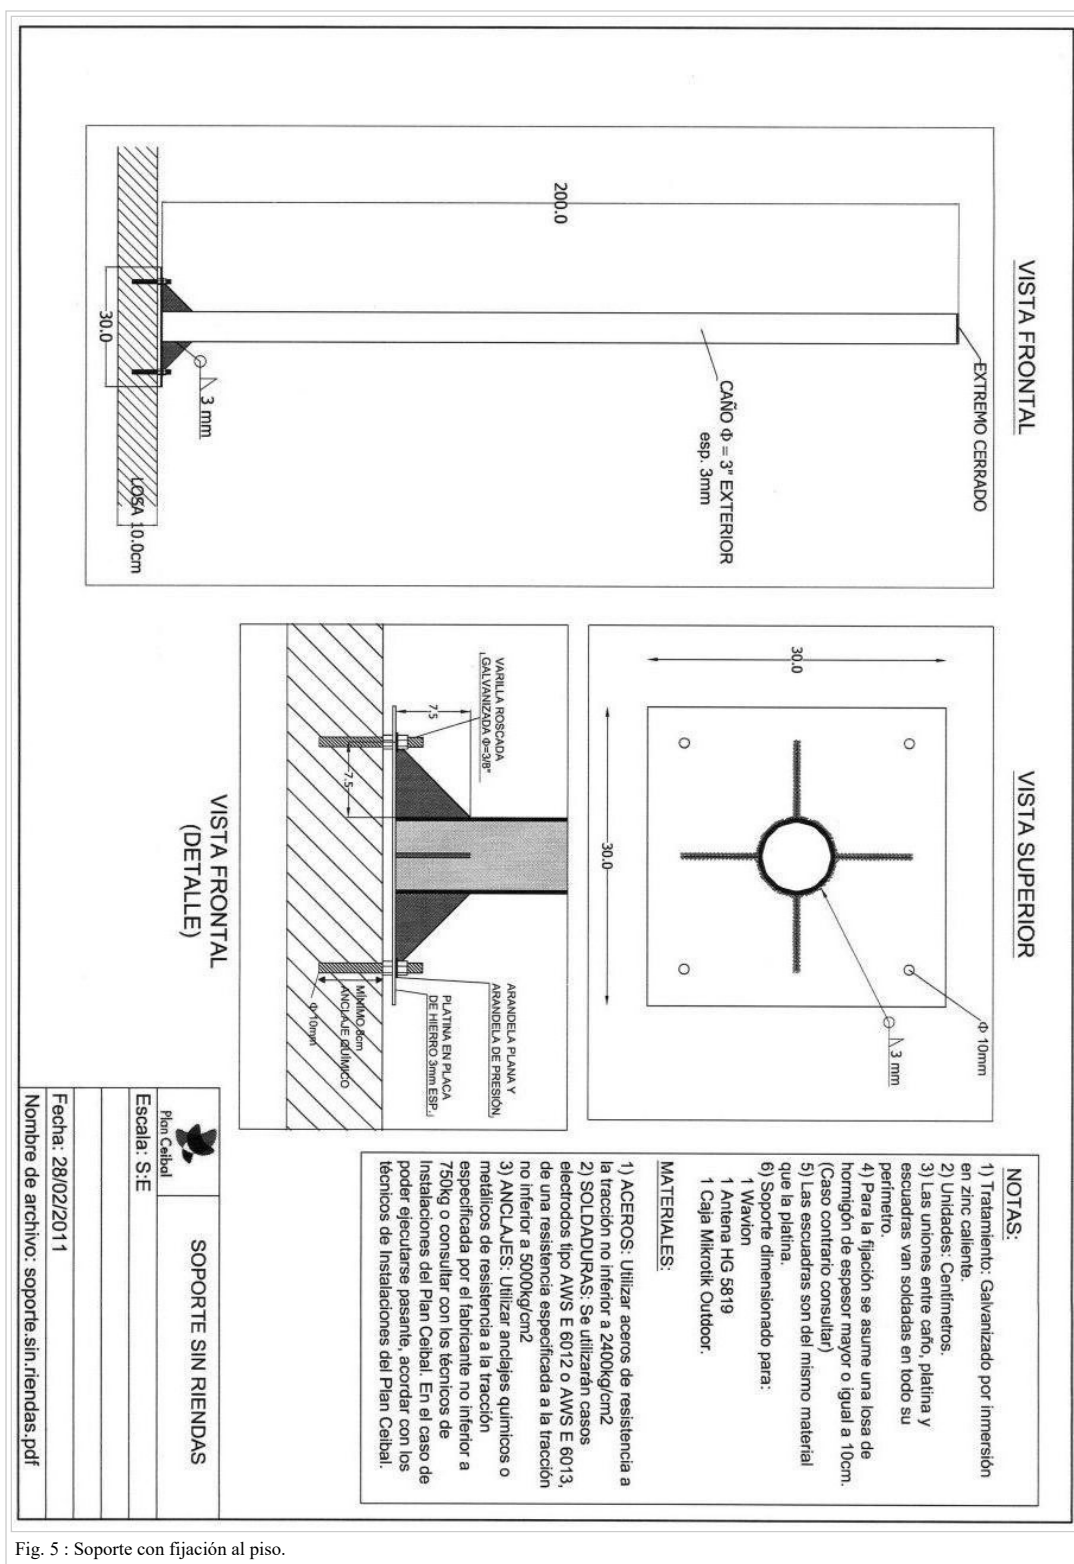 VISTA FRONTAL
EXTREMO CERRADO
200.0
CAÑO Φ = 3" EXTERIOR
esp. 3mm
3 mm
30.0
LOSA 10.0cm
VISTA SUPERIOR
30.0
30.0
Φ 10mm
3 mm
VARILLA ROSCADA
GALVANIZADA Φ=3/8"
7.5
7.5
ARANDELA PLANA Y
ARANDELA DE PRESIÓN
PLATINA EN PLACA
DE HIERRO 3mm ESP.
MÍNIMO 8cm
ANCLAJE QUÍMICO
Φ 10mm
VISTA FRONTAL
(DETALLE)
NOTAS:
1) Tratamiento: Galvanizado por inmersión
en zinc caliente.
2) Unidades: Centímetros.
3) Las uniones entre caño, platina y
escuadras van soldadas en todo su
perímetro.
4) Para la fijación se asume una losa de
hormigón de espesor mayor o igual a 10cm.
(Caso contrario consultar)
5) Las escuadras son del mismo material
que la platina.
6) Soporte dimensionado para:
1 Wavion
1 Antena HG 5819
1 Caja Mikrotik Outdoor.
MATERIALES:
1) ACEROS: Utilizar aceros de resistencia a
la tracción no inferior a 2400kg/cm2
2) SOLDADURAS: Se utilizarán casos
electrodos tipo AWS E 6012 o AWS E 6013,
de una resistencia especificada a la tracción
no inferior a 5000kg/cm2
3) ANCLAJES: Utilizar anclajes quimicos o
metálicos de resistencia a la tracción
especificada por el fabricante no inferior a
750kg o consultar con los técnicos de
Instalaciones del Plan Ceibal. En el caso de
poder ejecutarse pasante, acordar con los
técnicos de Instalaciones del Plan Ceibal.
Plan Ceibal
SOPORTE SIN RIENDAS
Escala: S:E
Fecha: 28/02/2011
Nombre de archivo: soporte.sin.riendas.pdf
Fig. 5 : Soporte con fijación al piso.